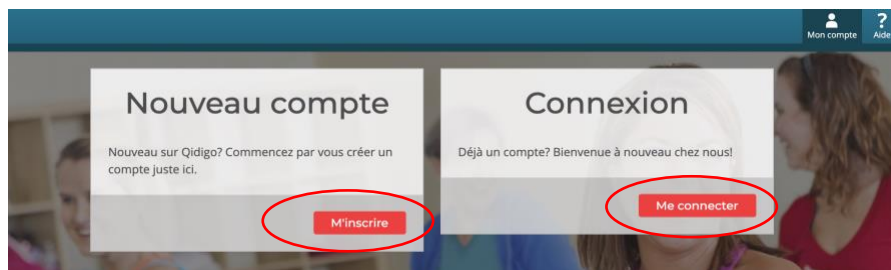 Mon compte
Aide
Nouveau compte
Nouveau sur Qidigo? Commencez par vous créer un
compte juste ici.
M'inscrire
Connexion
Déjà un compte? Bienvenue à nouveau chez nous!
Me connecter